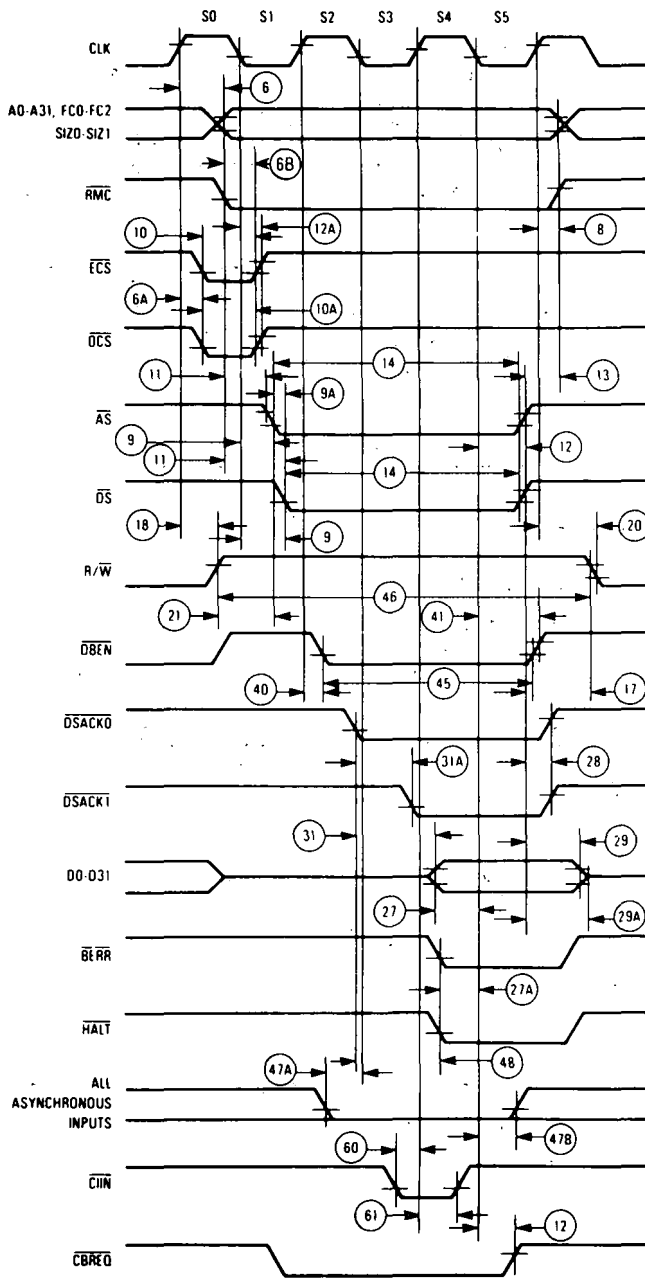 S0 S1 S2 S3 S4 S5
CLK
6
A0-A31, FC0-FC2
SIZ0-SIZ1
6B
RMC
12A
8
10
ECS
6A
10A
OCS
14
11
9A
13
AS
9
12
11
14
DS
18
9
20
R/W
46
21
41
DBEN
40
45
17
DSACK0
31A
28
DSACK1
31
29
D0-D31
27
29A
BERR
27A
HALT
48
47A
ALL
ASYNCHRONOUS
INPUTS
47B
60
CIIN
61
12
CBREQ